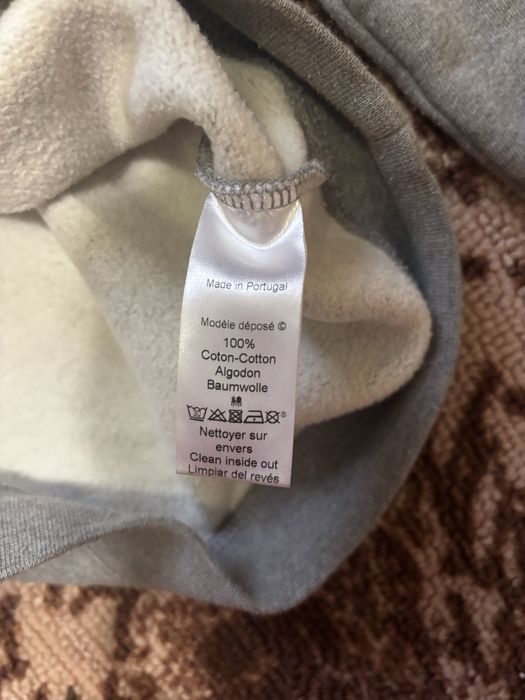 Made in Portugal
Modèle déposé ©
100%
Coton-Cotton
Algodon
Baumwolle
綿
Nettoyer sur
envers
Clean inside out
Limpiar del revés